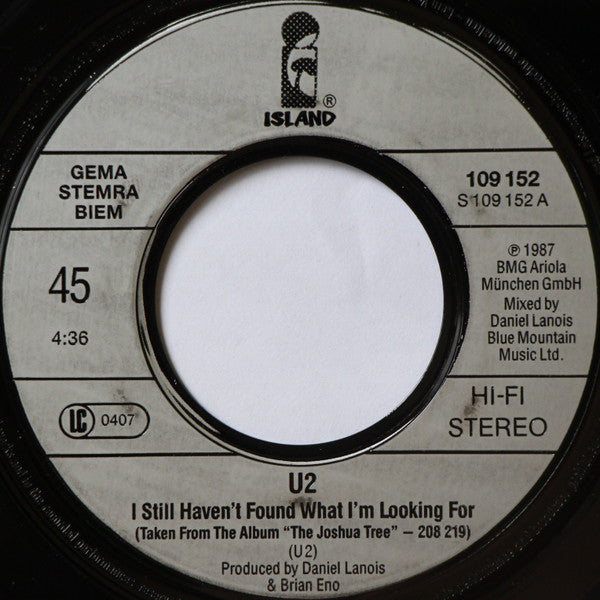 ®
ISLAND
GEMA
STEMRA
BIEM
109 152
S 109 152 A
45
4:36
℗ 1987
BMG Ariola
München GmbH
Mixed by
Daniel Lanois
Blue Mountain
Music Ltd.
LC 0407
HI-FI
STEREO
U2
I Still Haven't Found What I'm Looking For
(Taken From The Album "The Joshua Tree" – 208 219)
(U2)
Produced by Daniel Lanois
& Brian Eno